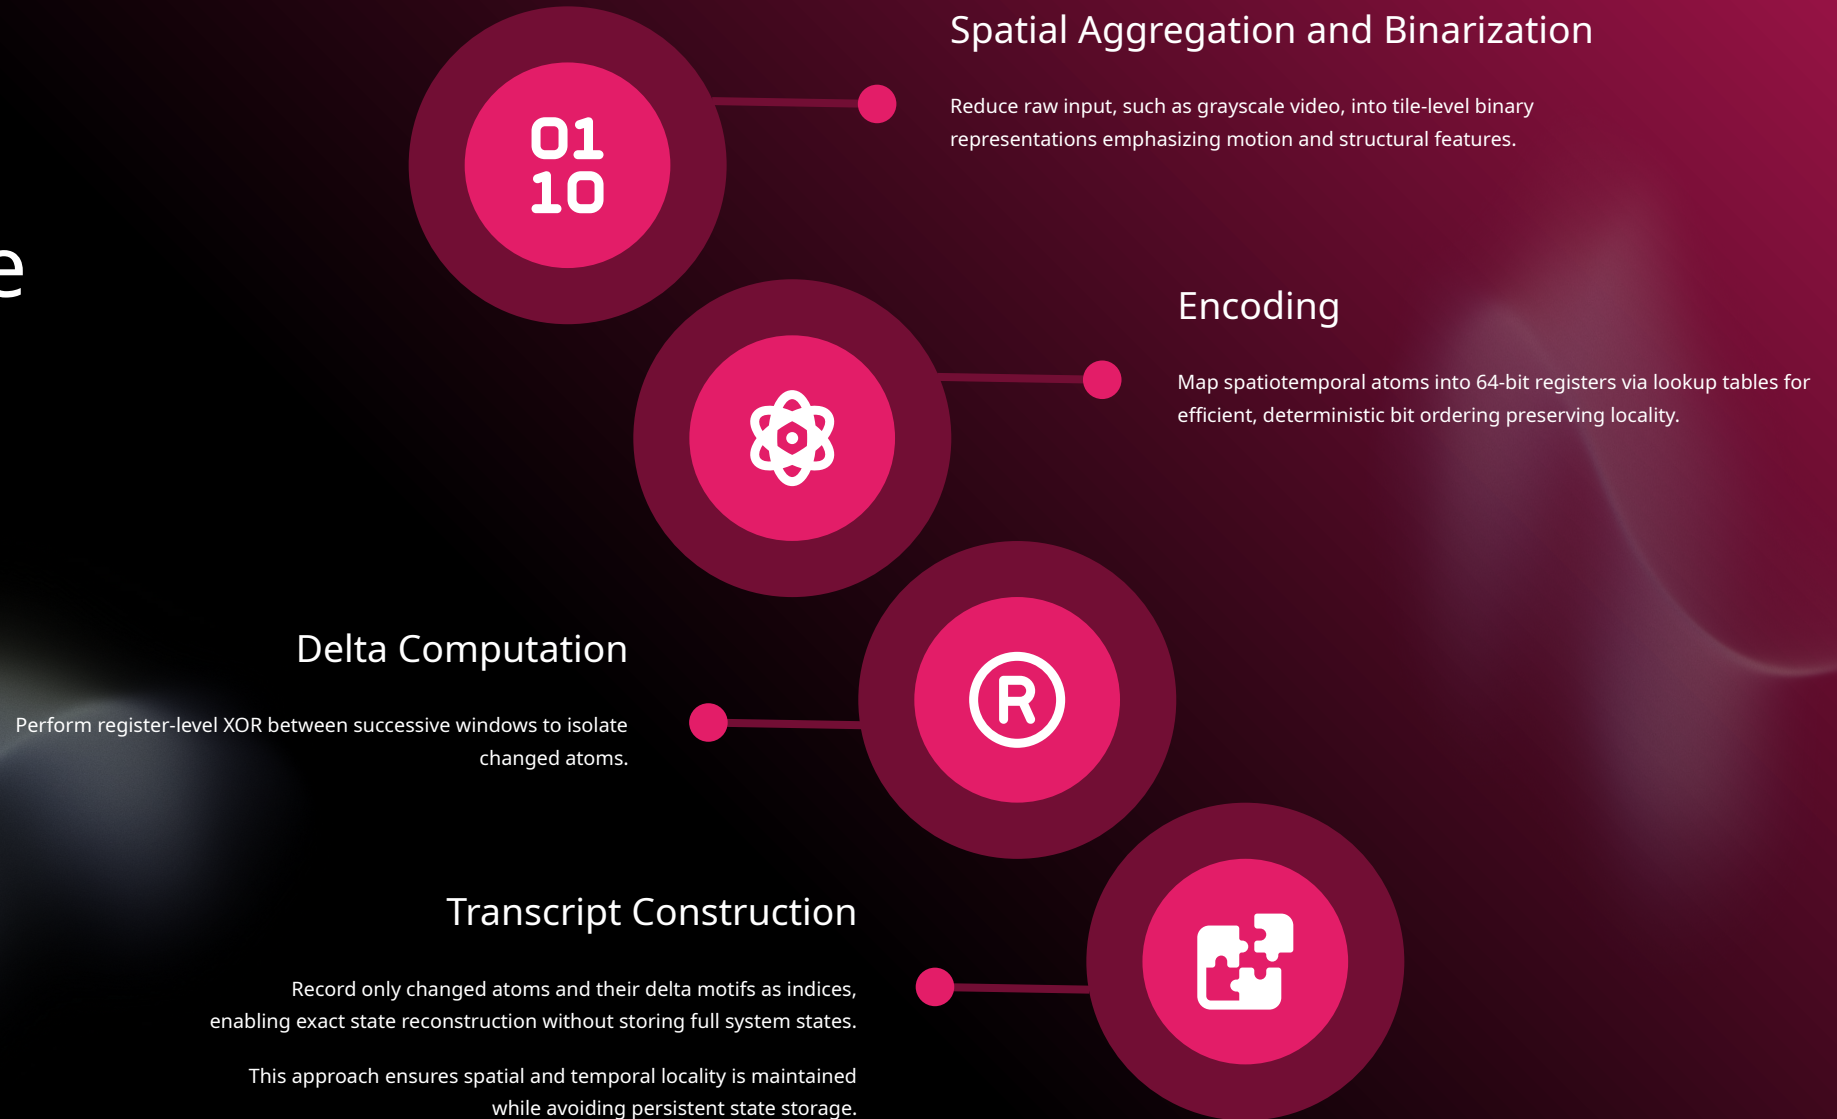 Spatial Aggregation and Binarization
Reduce raw input, such as grayscale video, into tile-level binary
representations emphasizing motion and structural features.
01
10
e
Encoding
Map spatiotemporal atoms into 64-bit registers via lookup tables for
efficient, deterministic bit ordering preserving locality.
Delta Computation
Perform register-level XOR between successive windows to isolate
changed atoms.
R
Transcript Construction
Record only changed atoms and their delta motifs as indices,
enabling exact state reconstruction without storing full system states.
This approach ensures spatial and temporal locality is maintained
while avoiding persistent state storage.